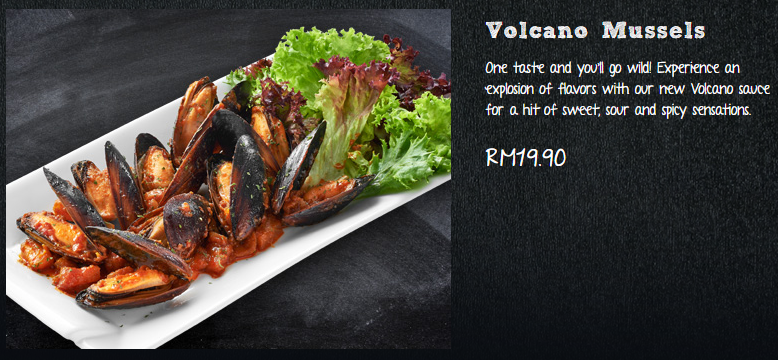 Volcano Mussels
One taste and you'll go wild! Experience an
explosion of flavors with our new Volcano sauce
for a hit of sweet, sour and spicy sensations.
RM19.90